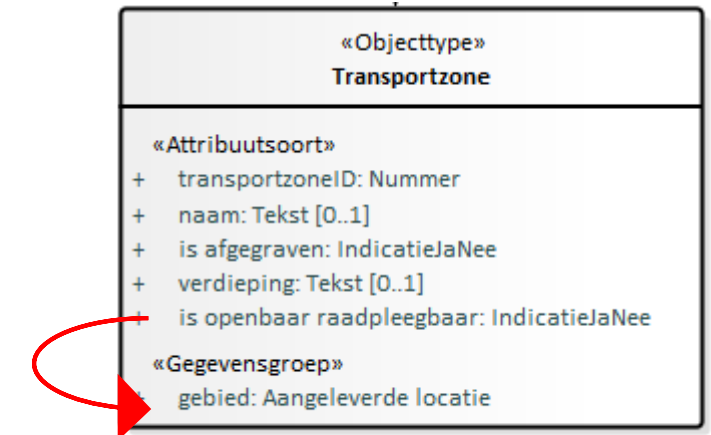 «Objecttype»
Transportzone
«Attribuutsoort»
+ transportzoneID: Nummer
+ naam: Tekst [0..1]
+ is afgegraven: IndicatieJaNee
+ verdieping: Tekst [0..1]
+ is openbaar raadpleegbaar: IndicatieJaNee
«Gegevensgroep»
+ gebied: Aangeleverde locatie